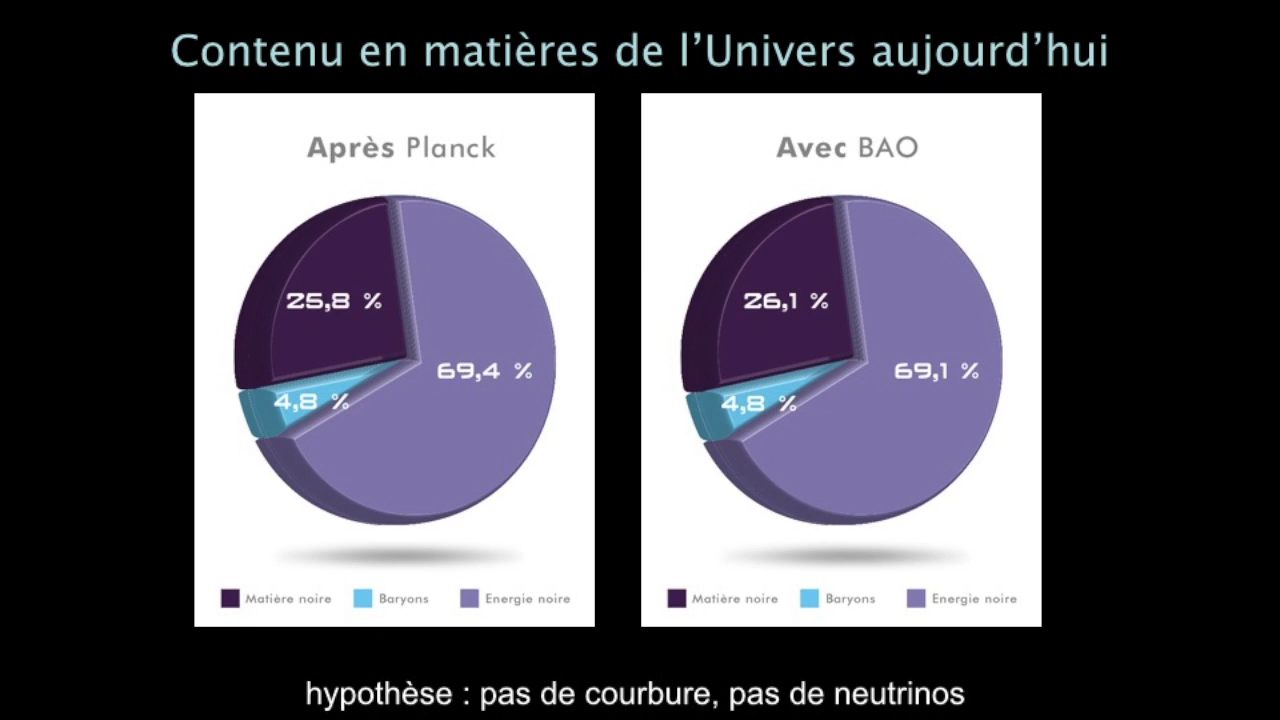 Contenu en matières de l'Univers aujourd'hui
Après Planck
25,8 %
69,4 %
4,8 %
Matière noire Baryons Energie noire
Avec BAO
26,1 %
69,1 %
4,8 %
Matière noire Baryons Energie noire
hypothèse : pas de courbure, pas de neutrinos